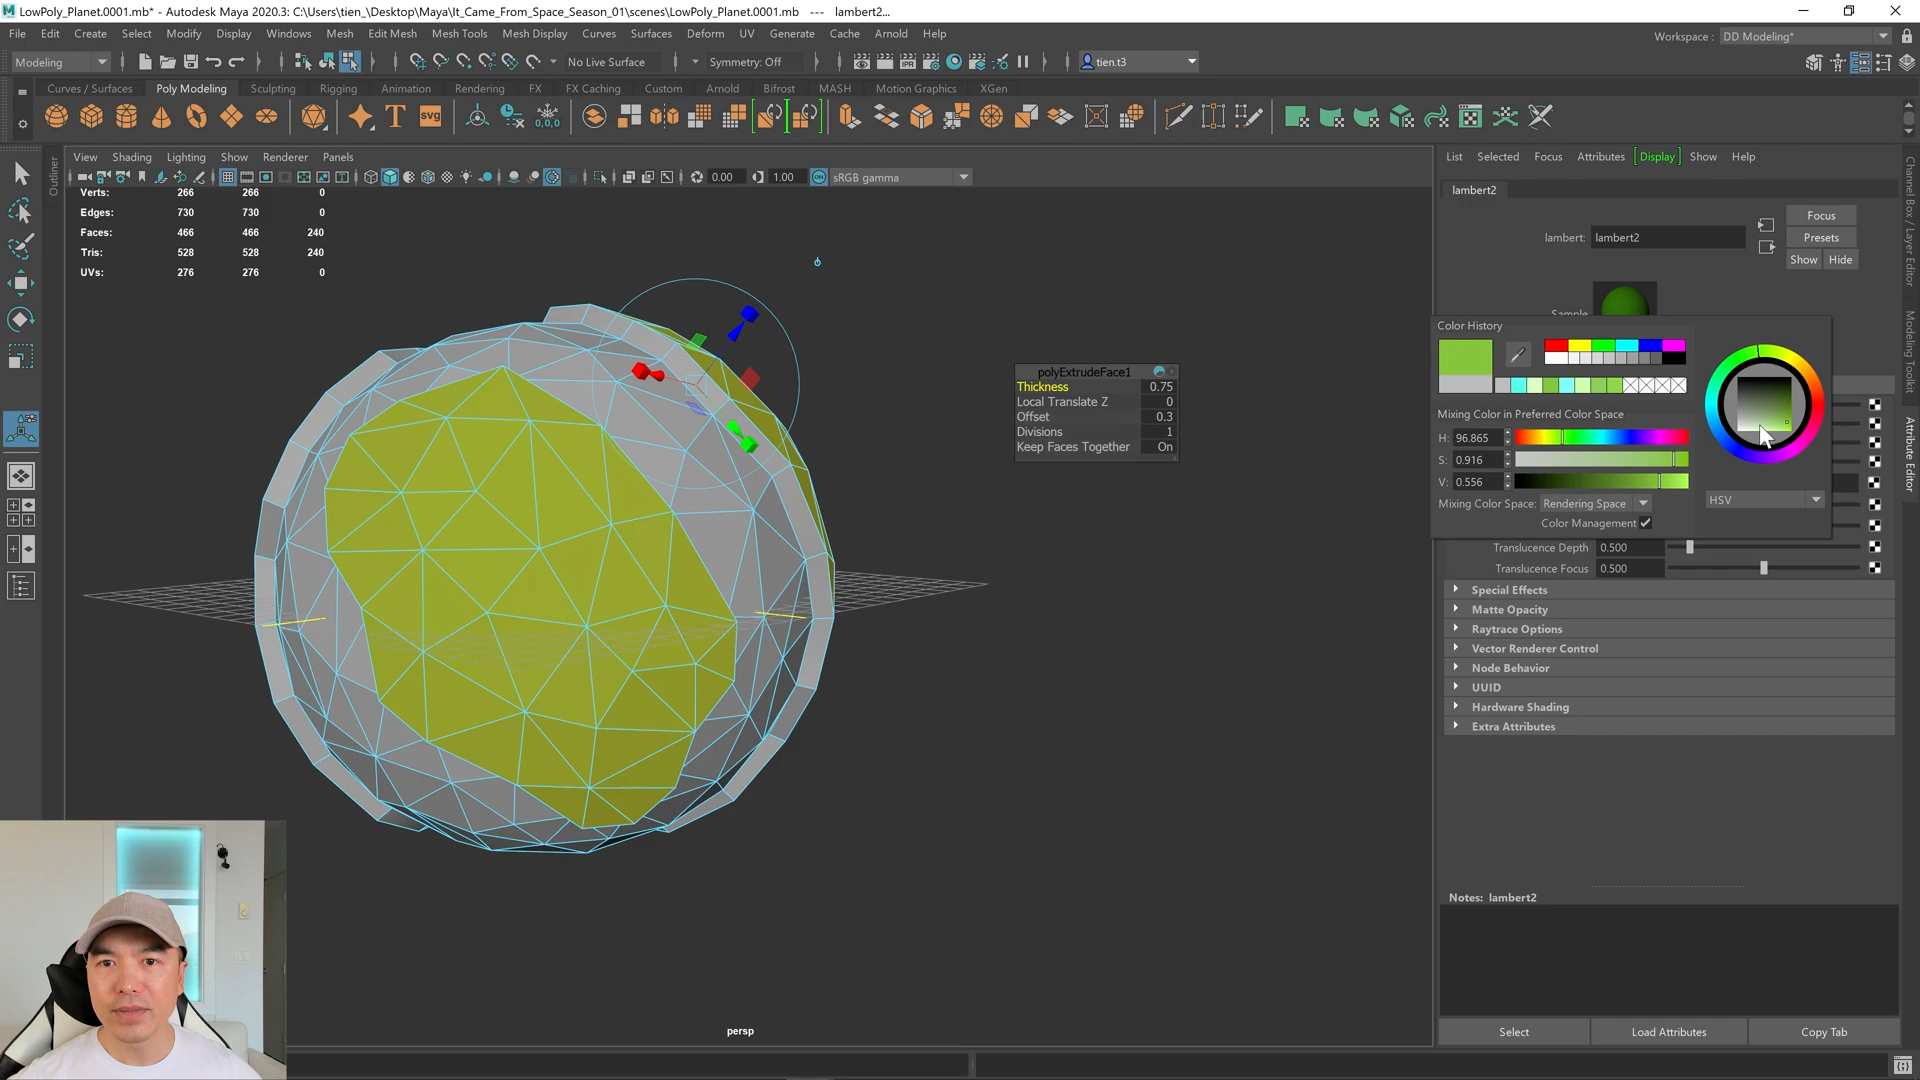 LowPoly_Planet.0001.mb* - Autodesk Maya 2020.3: C:\Users\tien_\Desktop\Maya\It_Came_From_Space_Season_01\scenes\LowPoly_Planet.0001.mb --- lambert2...
File Edit Create Select Modify Display Windows Mesh Edit Mesh Mesh Tools Mesh Display Curves Surfaces Deform UV Generate Cache Arnold Help
Workspace : DD Modeling*
Modeling No Live Surface Symmetry: Off tien.t3
Curves / Surfaces Poly Modeling Sculpting Rigging Animation Rendering FX FX Caching Custom Arnold Bifrost MASH Motion Graphics XGen
T svg 0,0,0
View Shading Lighting Show Renderer Panels
0.00 1.00 sRGB gamma
Outliner
Verts: 266 266 0
Edges: 730 730 0
Faces: 466 466 240
Tris: 528 528 240
UVs: 276 276 0
polyExtrudeFace1
Thickness 0.75
Local Translate Z 0
Offset 0.3
Divisions 1
Keep Faces Together On
persp
List Selected Focus Attributes Display Show Help
lambert2
Focus
lambert: lambert2 Presets
Show Hide
Sample
Color History
Mixing Color in Preferred Color Space
H: 96.865
S: 0.916
V: 0.556
HSV
Mixing Color Space: Rendering Space
Color Management
Translucence Depth 0.500
Translucence Focus 0.500
Special Effects
Matte Opacity
Raytrace Options
Vector Renderer Control
Node Behavior
UUID
Hardware Shading
Extra Attributes
Notes: lambert2
Select Load Attributes Copy Tab
Channel Box / Layer Editor
Modeling Toolkit
Attribute Editor